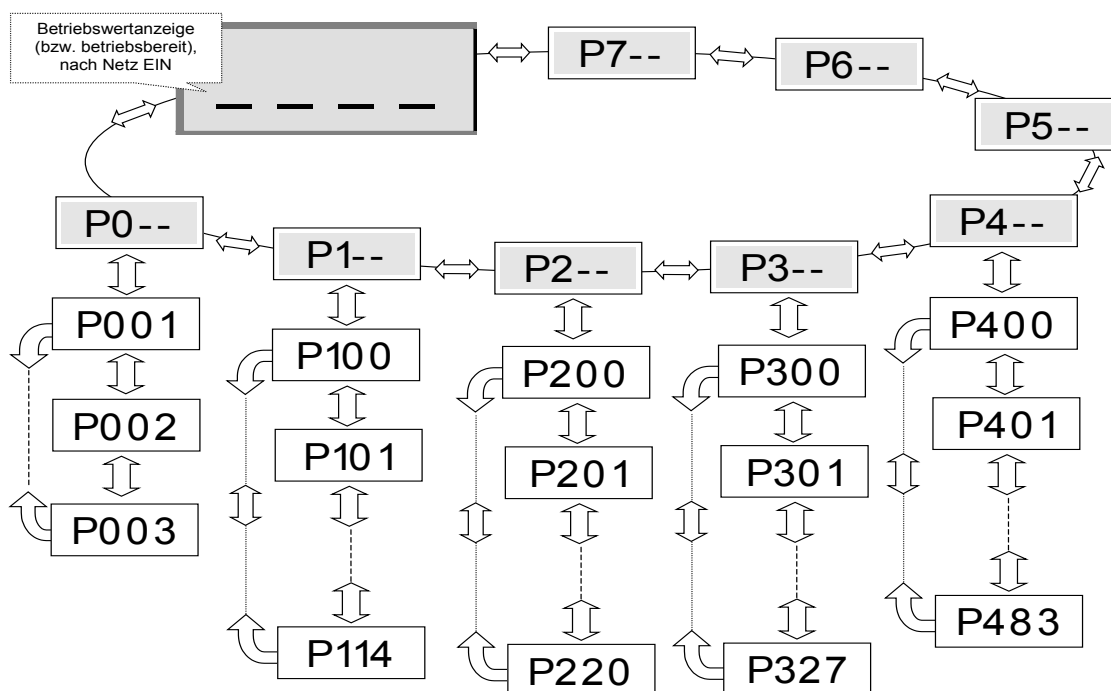 Betriebswertanzeige
(bzw. betriebsbereit),
nach Netz EIN
_ _ _ _
P7--
P6--
P5--
P0--
P1--
P2--
P3--
P4--
P001
P100
P200
P300
P400
P002
P101
P201
P301
P401
P003
P114
P220
P327
P483